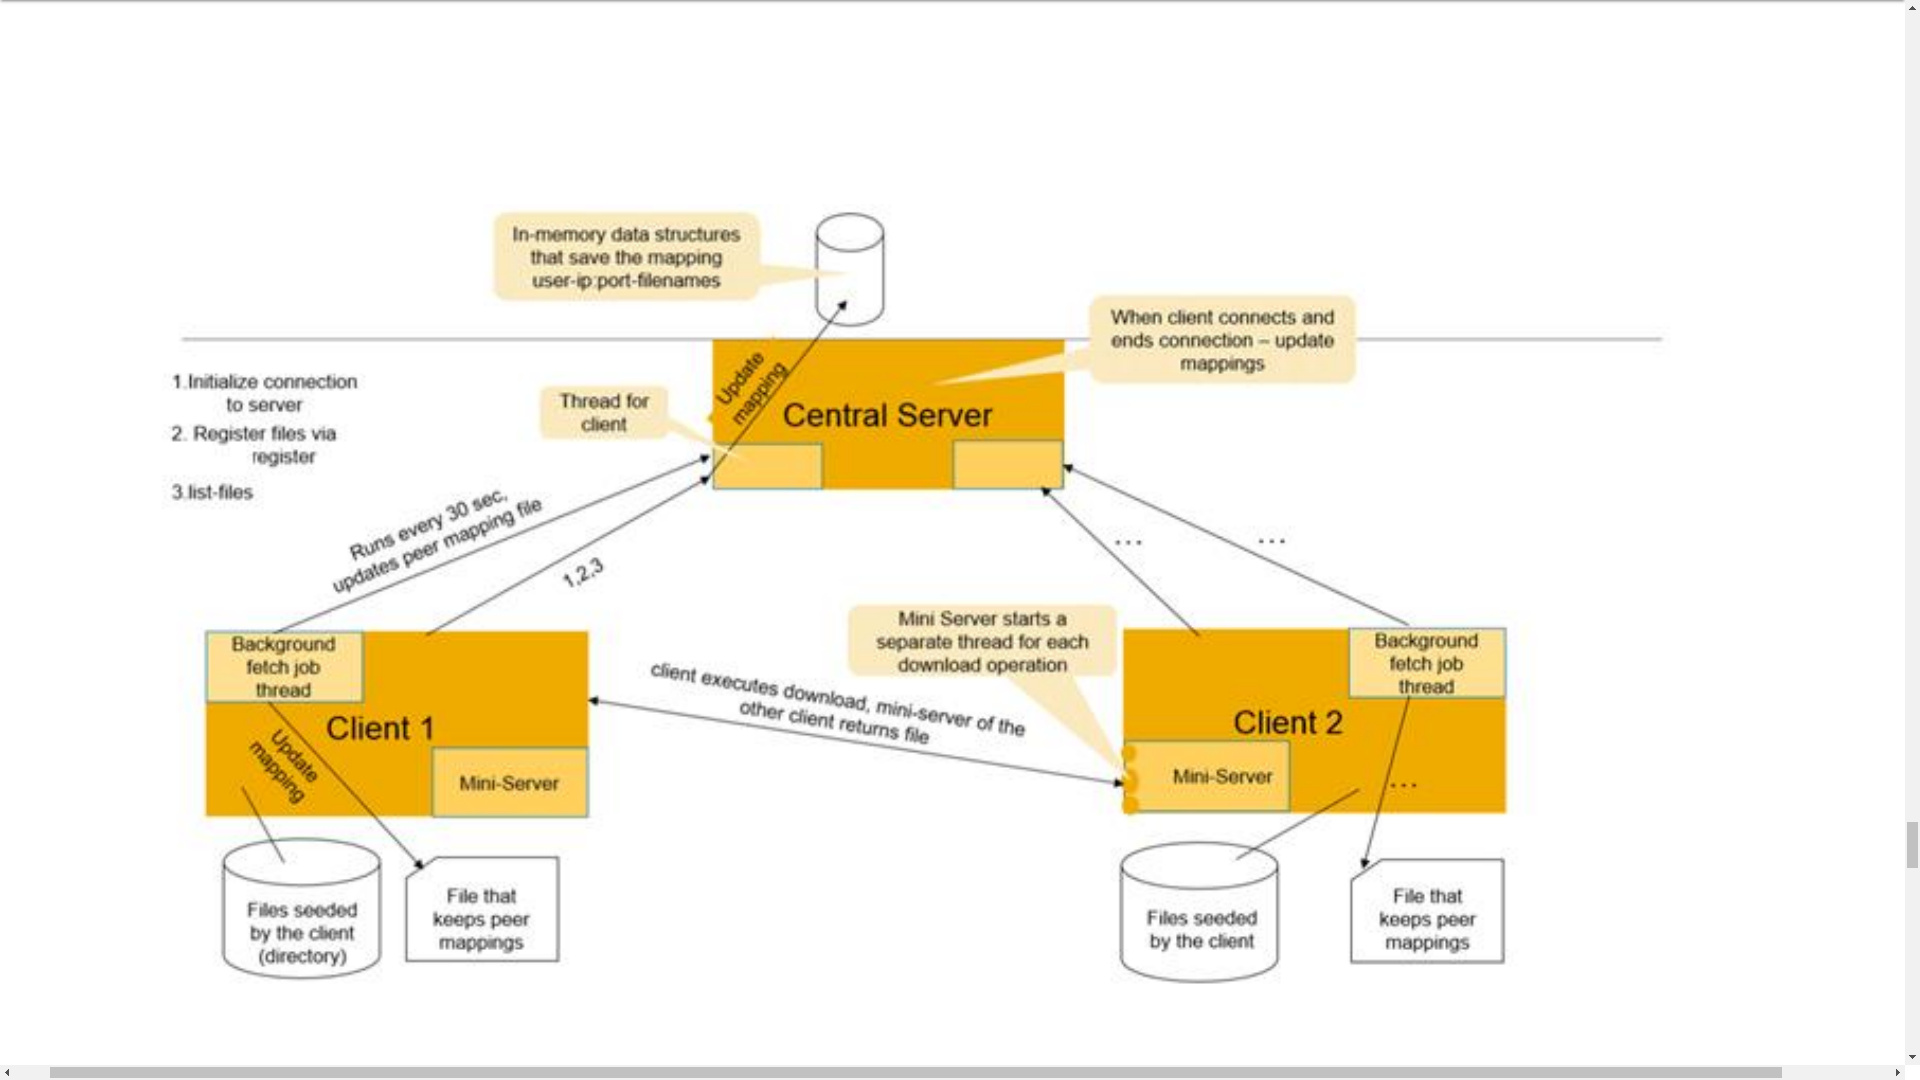 In-memory data structures
that save the mapping
user-ip:port-filenames
When client connects and
ends connection – update
mappings
1.Initialize connection
to server
2. Register files via
register
3.list-files
Thread for
client
Update
mapping
Central Server
Runs every 30 sec,
updates peer mapping file
1,2,3
...
...
Background
fetch job
thread
Client 1
Update
mapping
Mini-Server
client executes download, mini-server of the
other client returns file
Mini Server starts a
separate thread for each
download operation
Background
fetch job
thread
Client 2
Mini-Server
...
Files seeded
by the client
(directory)
File that
keeps peer
mappings
Files seeded
by the client
File that
keeps peer
mappings